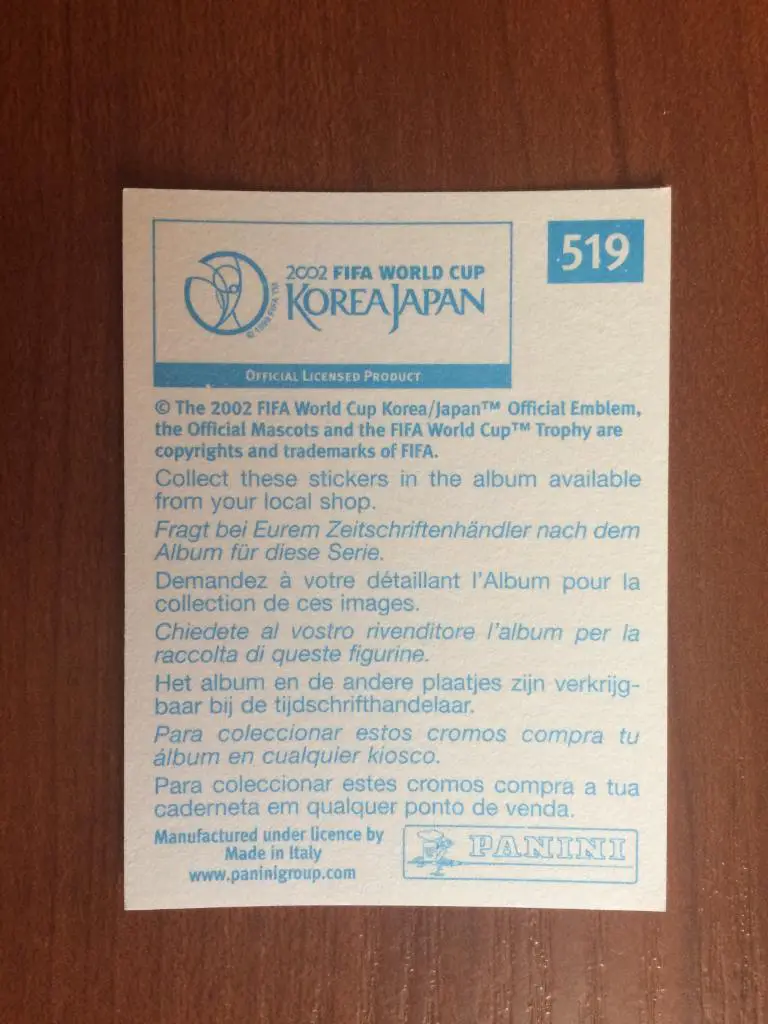 519
2002 FIFA WORLD CUP
KOREA JAPAN
© 1999 FIFA TM
OFFICIAL LICENSED PRODUCT
© The 2002 FIFA World Cup Korea/Japan™ Official Emblem,
the Official Mascots and the FIFA World Cup™ Trophy are
copyrights and trademarks of FIFA.
Collect these stickers in the album available
from your local shop.
Fragt bei Eurem Zeitschriftenhändler nach dem
Album für diese Serie.
Demandez à votre détaillant l'Album pour la
collection de ces images.
Chiedete al vostro rivenditore l'album per la
raccolta di queste figurine.
Het album en de andere plaatjes zijn verkrijg-
baar bij de tijdschrifthandelaar.
Para coleccionar estos cromos compra tu
álbum en cualquier kiosco.
Para coleccionar estes cromos compra a tua
caderneta em qualquer ponto de venda.
Manufactured under licence by
Made in Italy
www.paninigroup.com
PANINI